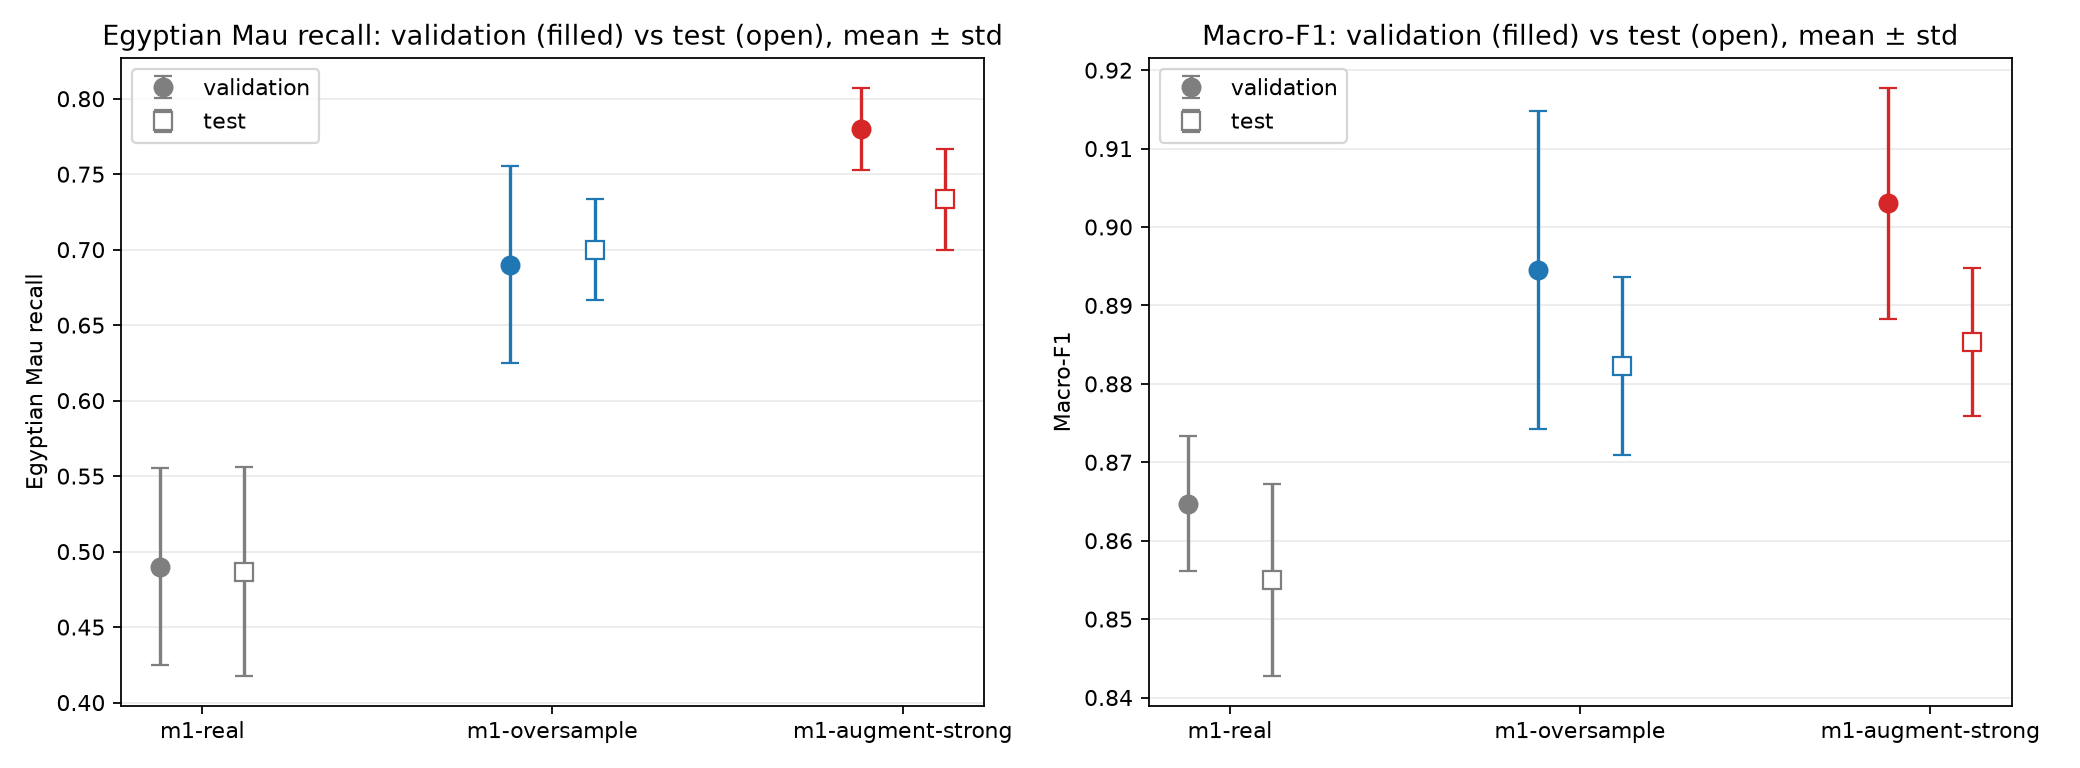 Egyptian Mau recall: validation (filled) vs test (open), mean ± std
validation
test
Egyptian Mau recall
0.80
0.75
0.70
0.65
0.60
0.55
0.50
0.45
0.40
m1-real
m1-oversample
m1-augment-strong
Macro-F1: validation (filled) vs test (open), mean ± std
validation
test
Macro-F1
0.92
0.91
0.90
0.89
0.88
0.87
0.86
0.85
0.84
m1-real
m1-oversample
m1-augment-strong